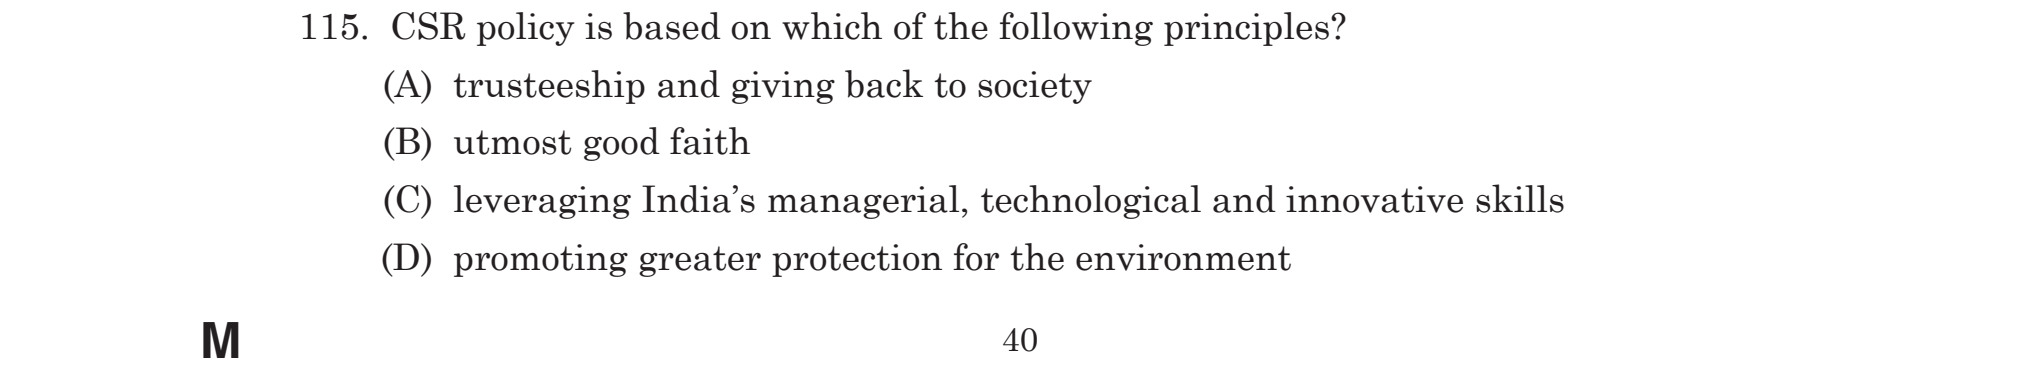 115. CSR policy is based on which of the following principles?
(A) trusteeship and giving back to society
(B) utmost good faith
(C) leveraging India’s managerial, technological and innovative skills
(D) promoting greater protection for the environment
M 40